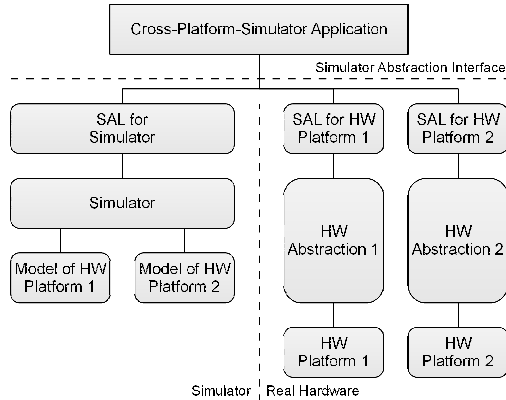 Cross-Platform-Simulator Application
Simulator Abstraction Interface
SAL for
Simulator
SAL for HW
Platform 1
SAL for HW
Platform 2
Simulator
HW
Abstraction 1
HW
Abstraction 2
Model of HW
Platform 1
Model of HW
Platform 2
HW
Platform 1
HW
Platform 2
Simulator
Real Hardware